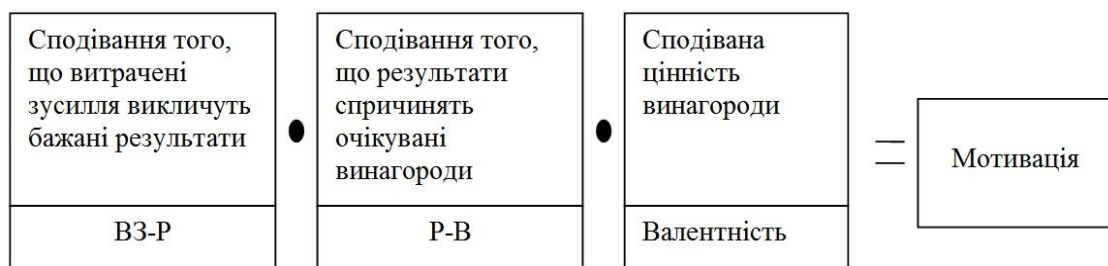 Сподівання того,
що витрачені
зусилля викличуть
бажані результати
ВЗ-Р
Сподівання того,
що результати
спричинять
очікувані
винагороди
Р-В
Сподівана
цінність
винагороди
Валентність
=
Мотивація